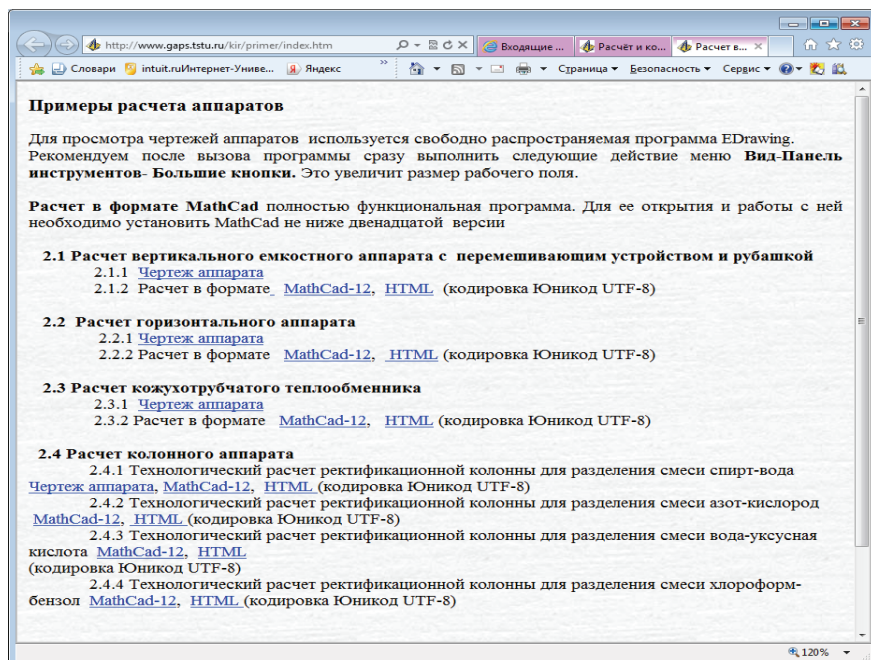 http://www.gaps.tstu.ru/kir/primer/index.htm
Входящие ...
Расчёт и ко...
Расчет в...
Словари
intuit.ruИнтернет-Униве...
Яндекс
Страница
Безопасность
Сервис
Примеры расчета аппаратов
Для просмотра чертежей аппаратов используется свободно распространяемая программа EDrawing.
Рекомендуем после вызова программы сразу выполнить следующие действие меню Вид-Панель
инструментов- Большие кнопки. Это увеличит размер рабочего поля.
Расчет в формате MathCad полностью функциональная программа. Для ее открытия и работы с ней
необходимо установить MathCad не ниже двенадцатой версии
2.1 Расчет вертикального емкостного аппарата с перемешивающим устройством и рубашкой
2.1.1 Чертеж аппарата
2.1.2 Расчет в формате MathCad-12, HTML (кодировка Юникод UTF-8)
2.2 Расчет горизонтального аппарата
2.2.1 Чертеж аппарата
2.2.2 Расчет в формате MathCad-12, HTML (кодировка Юникод UTF-8)
2.3 Расчет кожухотрубчатого теплообменника
2.3.1 Чертеж аппарата
2.3.2 Расчет в формате MathCad-12, HTML (кодировка Юникод UTF-8)
2.4 Расчет колонного аппарата
2.4.1 Технологический расчет ректификационной колонны для разделения смеси спирт-вода
Чертеж аппарата, MathCad-12, HTML (кодировка Юникод UTF-8)
2.4.2 Технологический расчет ректификационной колонны для разделения смеси азот-кислород
MathCad-12, HTML (кодировка Юникод UTF-8)
2.4.3 Технологический расчет ректификационной колонны для разделения смеси вода-уксусная
кислота MathCad-12, HTML
(кодировка Юникод UTF-8)
2.4.4 Технологический расчет ректификационной колонны для разделения смеси хлороформ-
бензол MathCad-12, HTML (кодировка Юникод UTF-8)
120%